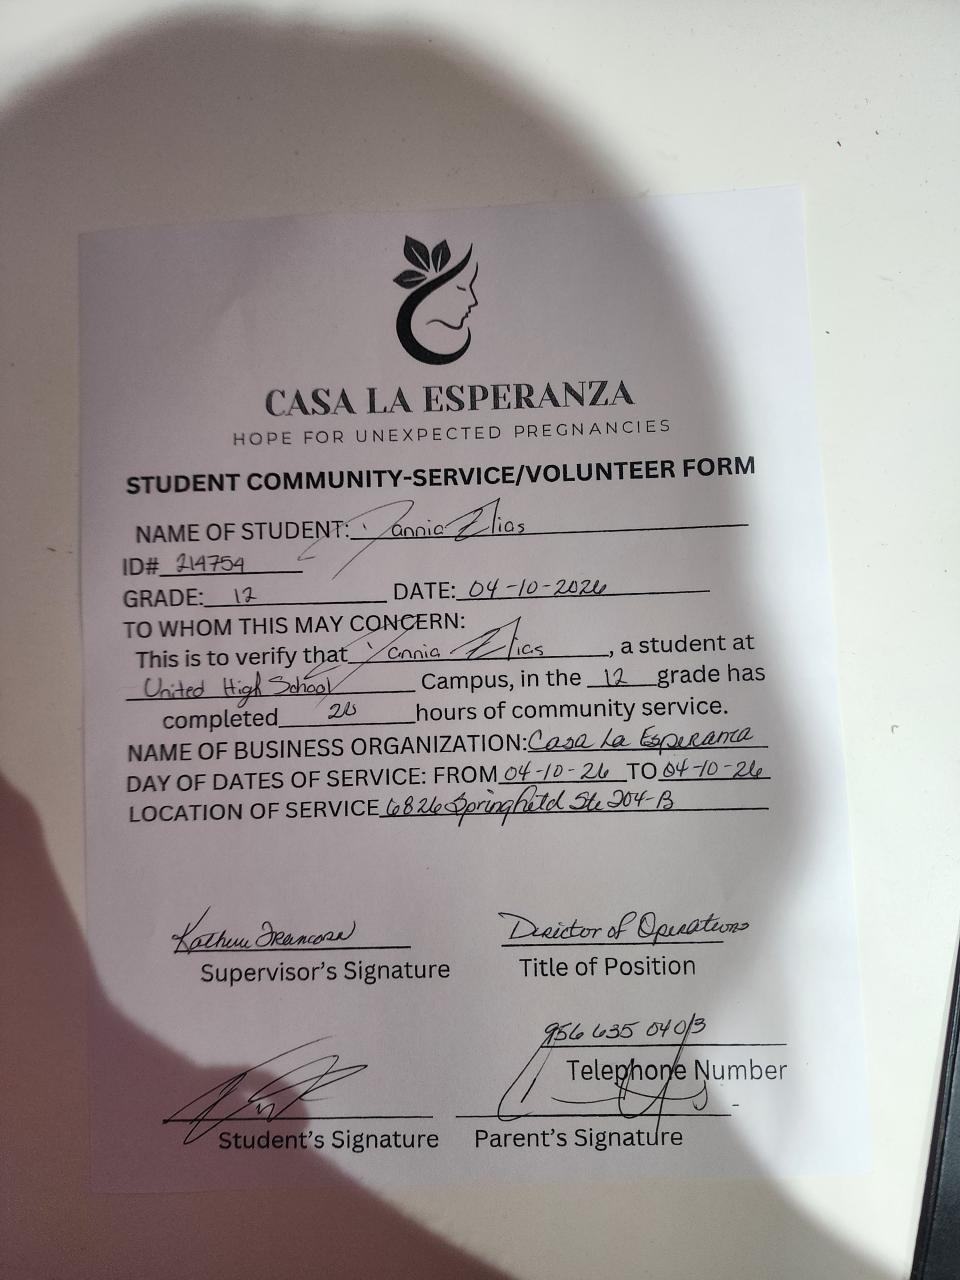 CASA LA ESPERANZA
HOPE FOR UNEXPECTED PREGNANCIES
STUDENT COMMUNITY-SERVICE/VOLUNTEER FORM
NAME OF STUDENT: Yannia Elias
ID# 214754
GRADE: 12 DATE: 04-10-2026
TO WHOM THIS MAY CONCERN:
This is to verify that Yannia Elias, a student at
United High School Campus, in the 12 grade has
completed hours of community service.
NAME OF BUSINESS ORGANIZATION: Casa La Esperanza
DAY OF DATES OF SERVICE: FROM 04-10-26 TO 04-10-26
LOCATION OF SERVICE 6826 Springfield Ste 204-B
Director of Operations
Supervisor's Signature Title of Position
956 635 0403
Telephone Number
Student's Signature Parent's Signature